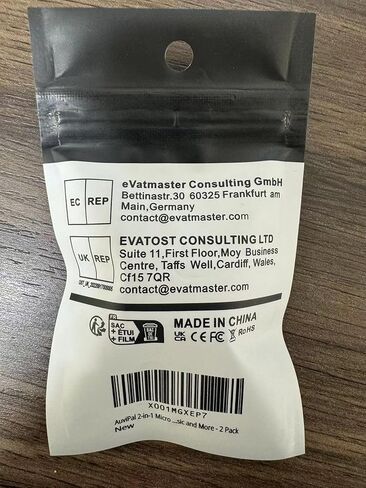 EC REP
eVatmaster Consulting GmbH
Bettinastr.30 60325 Frankfurt am
Main,Germany
contact@evatmaster.com
UK REP
EVATOST CONSULTING LTD
Suite 11,First Floor,Moy Business
Centre, Taffs Well,Cardiff, Wales,
Cf15 7QR
contact@evatmaster.com
FR
SAC
+ ÉTUI
+ FILM
MADE IN CHINA
UK CA CE FC RoHS
X001MGXEP7
AuviPal 2-in-1 Micro ...sic and More - 2 Pack
New